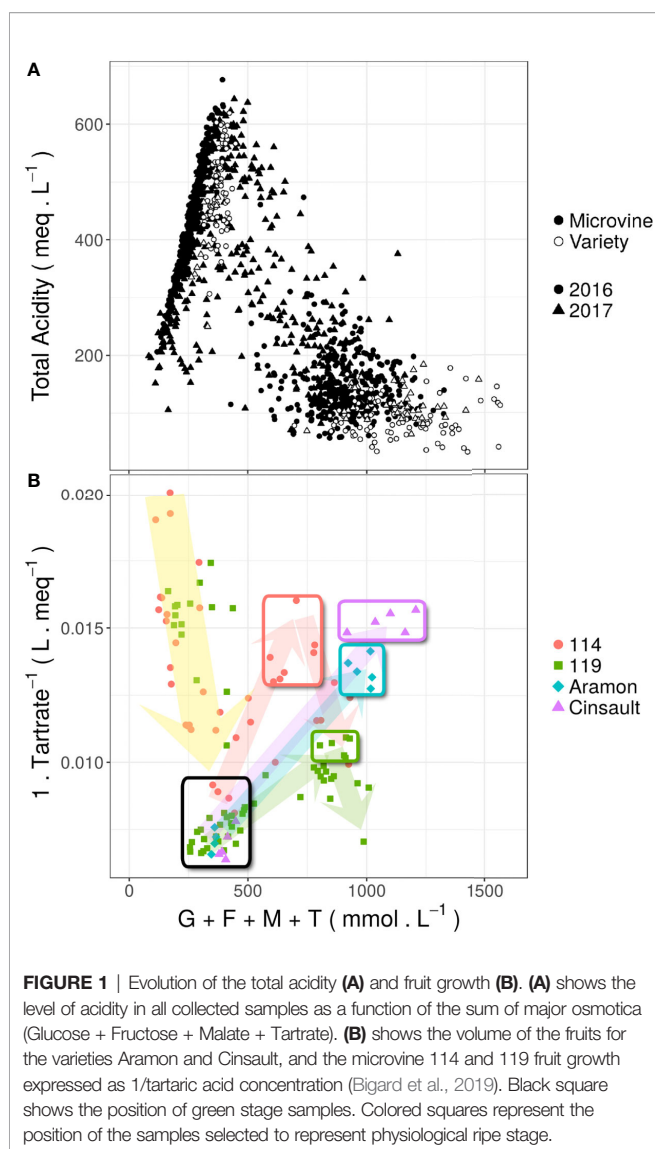 A
Total Acidity ( meq . L⁻¹ )
600
400
200
Microvine
Variety
2016
2017
B
1 . Tartrate⁻¹ ( L . meq⁻¹ )
0.020
0.015
0.010
114
119
Aramon
Cinsault
0
500
1000
1500
G + F + M + T ( mmol . L⁻¹ )
FIGURE 1 | Evolution of the total acidity (A) and fruit growth (B). (A) shows the
level of acidity in all collected samples as a function of the sum of major osmotica
(Glucose + Fructose + Malate + Tartrate). (B) shows the volume of the fruits for
the varieties Aramon and Cinsault, and the microvine 114 and 119 fruit growth
expressed as 1/tartaric acid concentration (Bigard et al., 2019). Black square
shows the position of green stage samples. Colored squares represent the
position of the samples selected to represent physiological ripe stage.